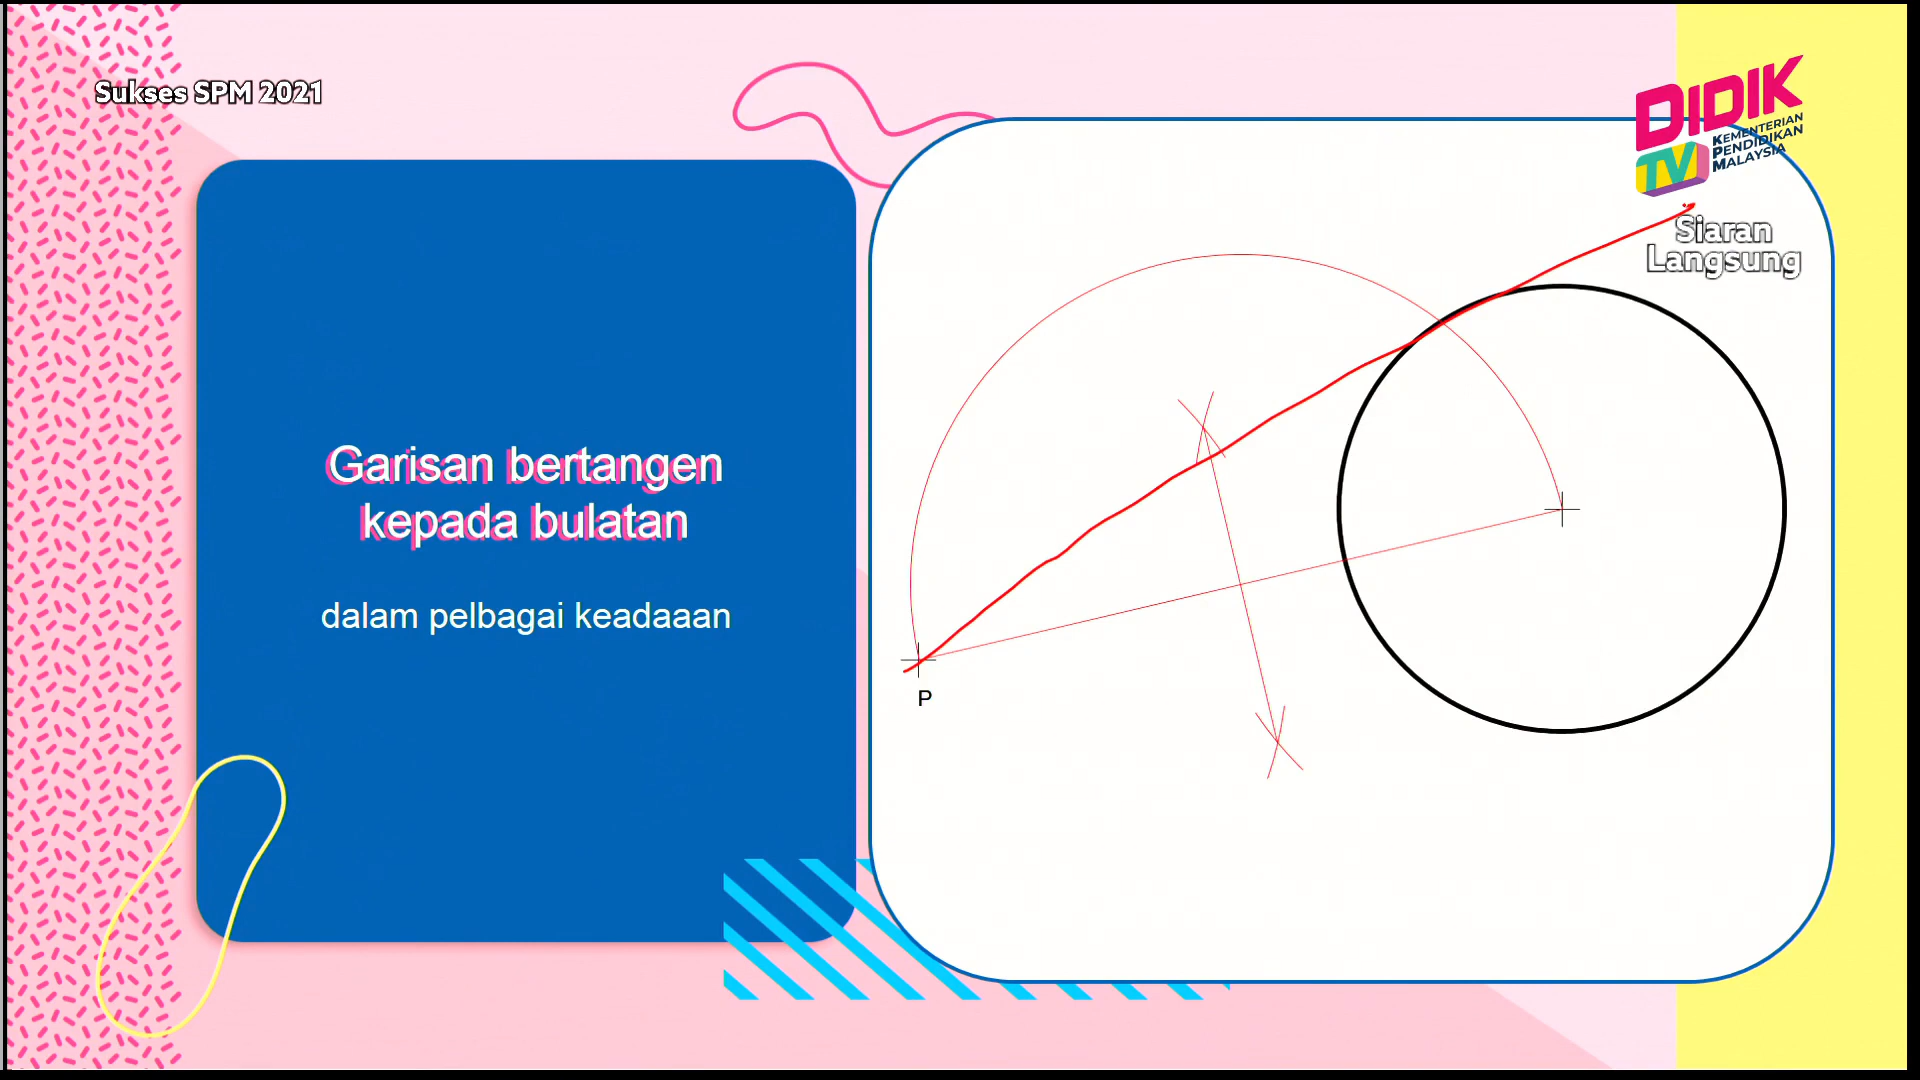 Sukses SPM 2021
DIDIK
TV
KEMENTERIAN
PENDIDIKAN
MALAYSIA
Siaran
Langsung
Garisan bertangen
kepada bulatan
dalam pelbagai keadaaan
P